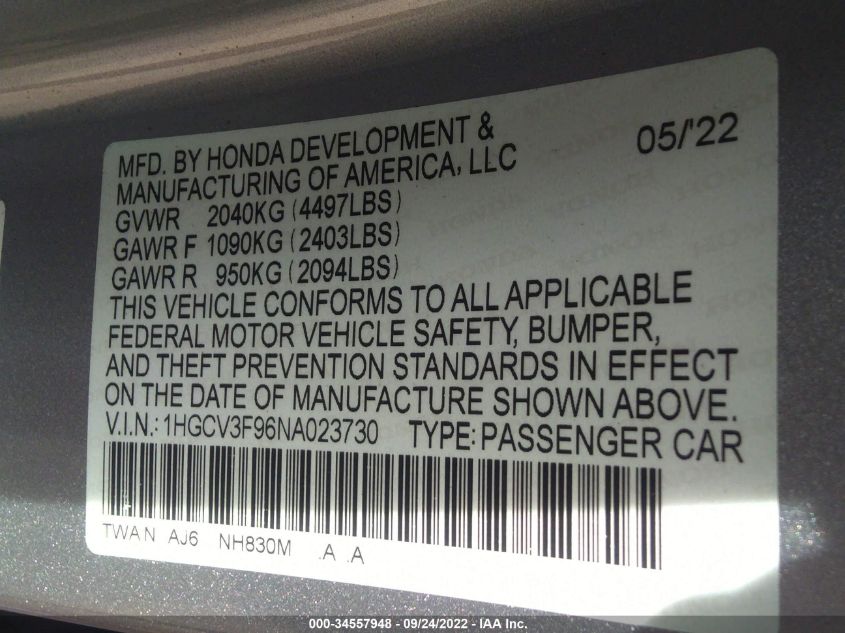 MFD. BY HONDA DEVELOPMENT & 05/'22
MANUFACTURING OF AMERICA, LLC
GVWR 2040KG (4497LBS)
GAWR F 1090KG (2403LBS)
GAWR R 950KG (2094LBS)
THIS VEHICLE CONFORMS TO ALL APPLICABLE
FEDERAL MOTOR VEHICLE SAFETY, BUMPER,
AND THEFT PREVENTION STANDARDS IN EFFECT
ON THE DATE OF MANUFACTURE SHOWN ABOVE.
V.I.N.: 1HGCV3F96NA023730 TYPE: PASSENGER CAR
TWAN AJ6 NH830M .A .A
000-34557948 - 09/24/2022 - IAA Inc.